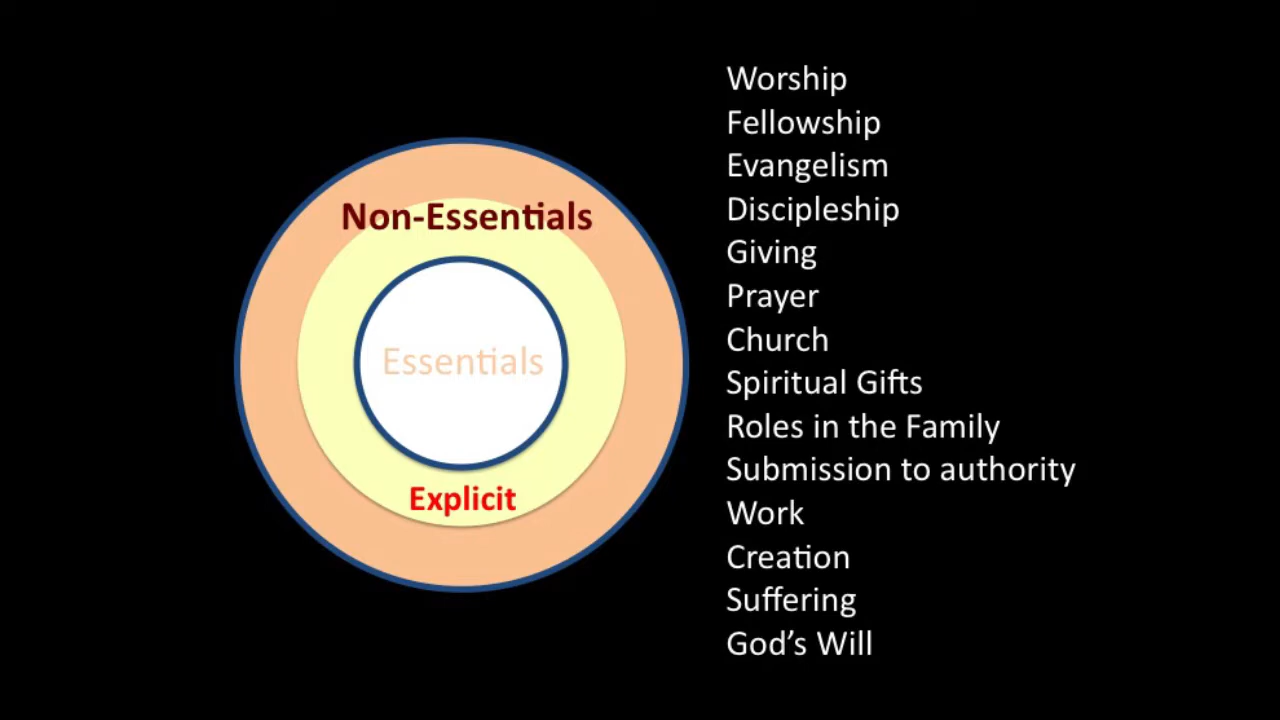 Non-Essentials
Essentials
Explicit
Worship
Fellowship
Evangelism
Discipleship
Giving
Prayer
Church
Spiritual Gifts
Roles in the Family
Submission to authority
Work
Creation
Suffering
God’s Will